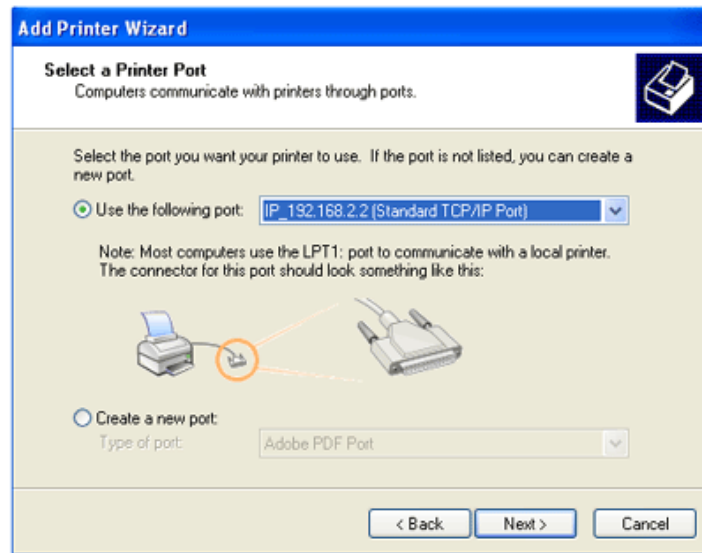 Add Printer Wizard
Select a Printer Port
Computers communicate with printers through ports.
Select the port you want your printer to use. If the port is not listed, you can create a
new port.
Use the following port: IP_192.168.2.2 (Standard TCP/IP Port)
Note: Most computers use the LPT1: port to communicate with a local printer.
The connector for this port should look something like this:
Create a new port:
Type of port: Adobe PDF Port
< Back Next > Cancel